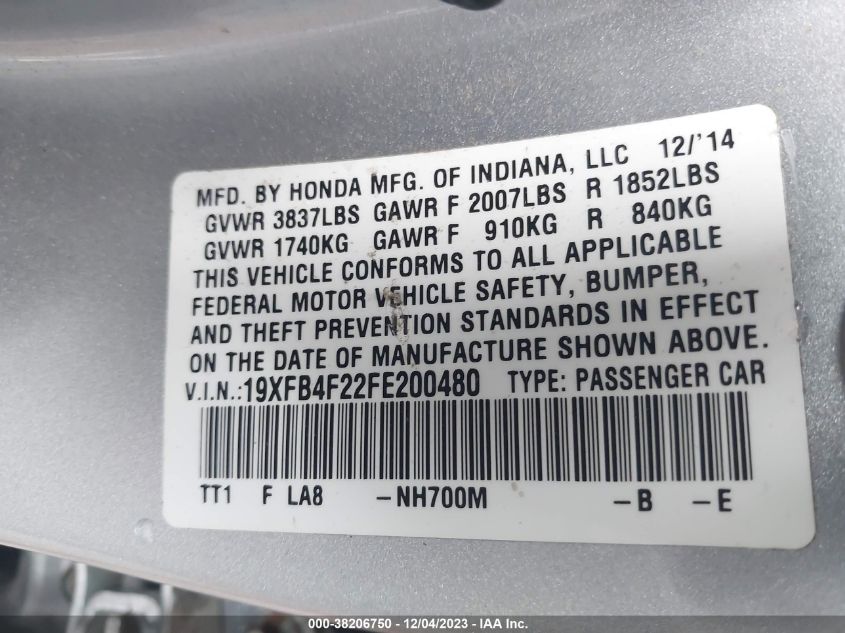 MFD. BY HONDA MFG. OF INDIANA, LLC 12/'14
GVWR 3837LBS GAWR F 2007LBS R 1852LBS
GVWR 1740KG GAWR F 910KG R 840KG
THIS VEHICLE CONFORMS TO ALL APPLICABLE
FEDERAL MOTOR VEHICLE SAFETY, BUMPER,
AND THEFT PREVENTION STANDARDS IN EFFECT
ON THE DATE OF MANUFACTURE SHOWN ABOVE.
V.I.N.:19XFB4F22FE200480 TYPE: PASSENGER CAR
TT1 F LA8 -NH700M -B -E
000-38206750 - 12/04/2023 - IAA Inc.